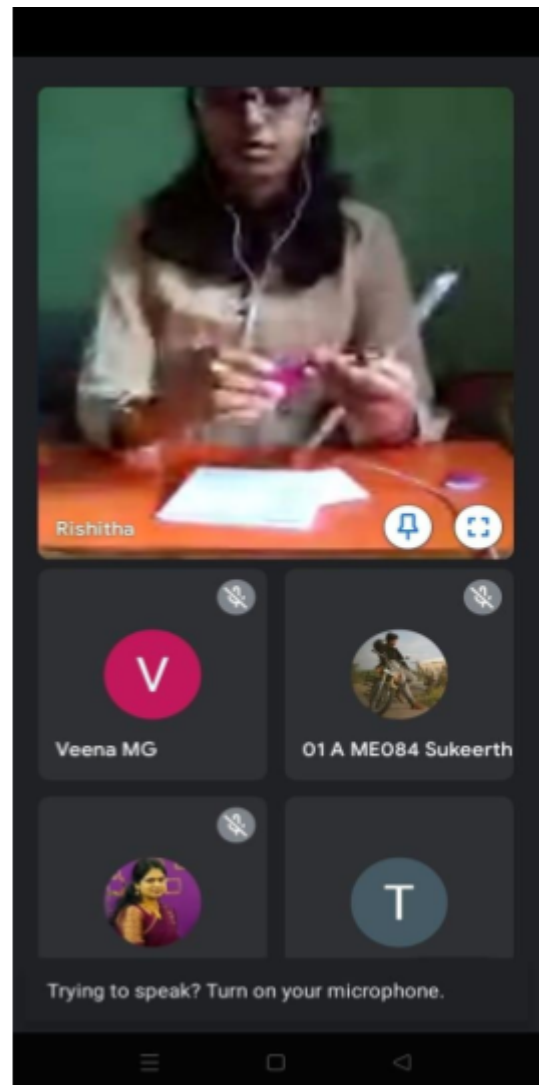 Rishitha
V
Veena MG
01 A ME084 Sukeerth
T
Trying to speak? Turn on your microphone.